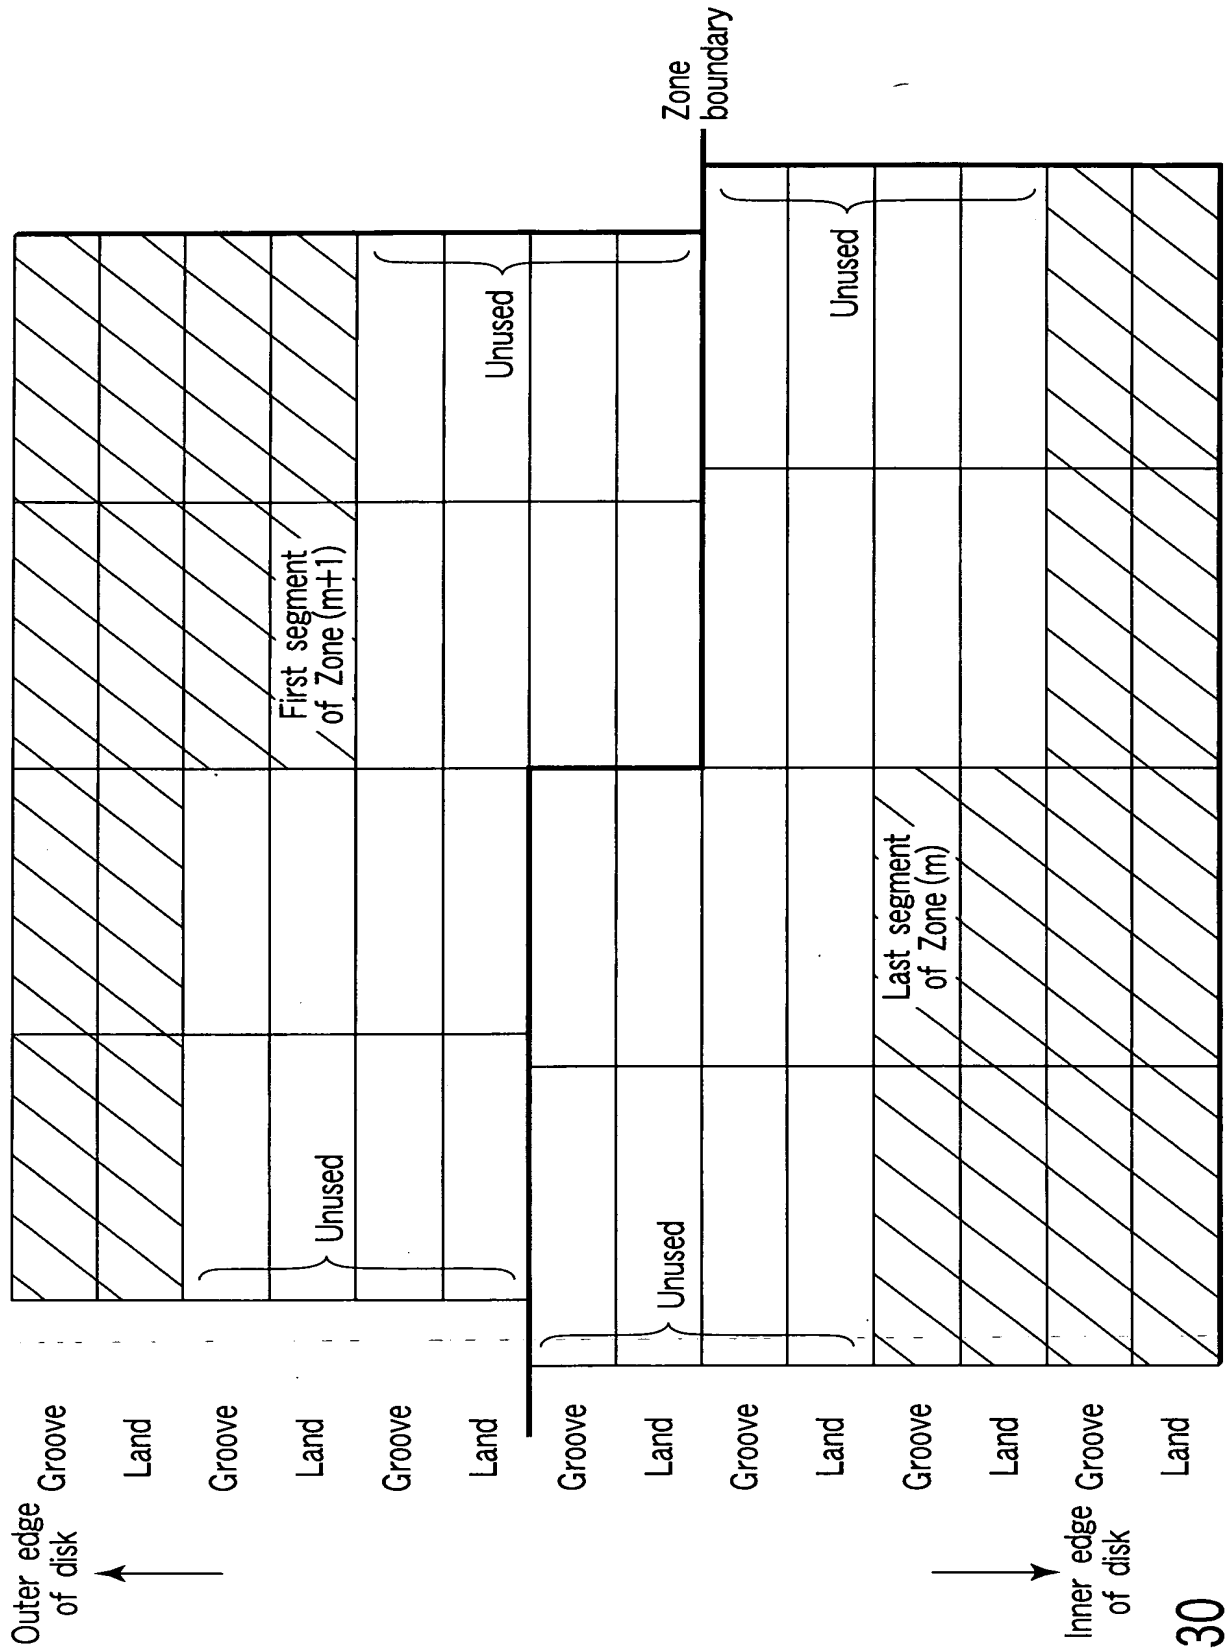 Outer edge
of disk
Groove
Land
Groove
Land
Groove
Land
Groove
Land
Groove
Land
Groove
Land
Groove
Land
Inner edge
of disk
First segment
of Zone (m+1)
Unused
Unused
Unused
Zone
boundary
Unused
Last segment
of Zone (m)
30